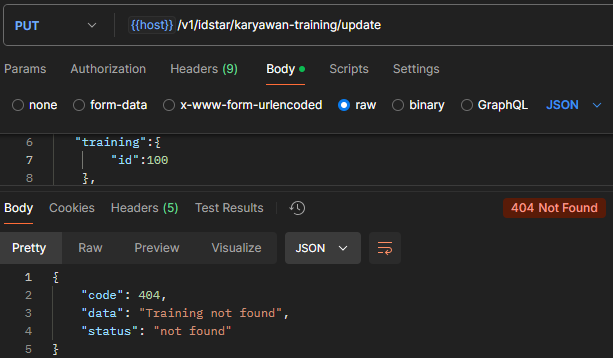 PUT {{host}} /v1/idstar/karyawan-training/update
Params Authorization Headers (9) Body Scripts Settings
none form-data x-www-form-urlencoded raw binary GraphQL JSON
6 "training":{
7 "id":100
8 },
Body Cookies Headers (5) Test Results 404 Not Found
Pretty Raw Preview Visualize JSON
1 {
2 "code": 404,
3 "data": "Training not found",
4 "status": "not found"
5 }